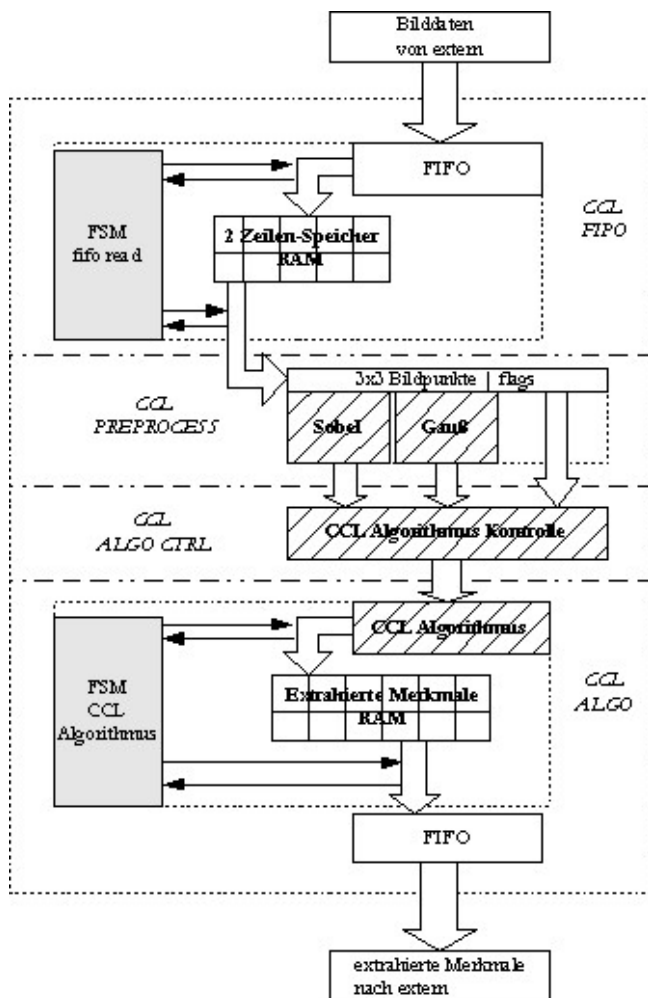 Bilddaten
von extern
FIFO
CCL
FIFO
FSM
fifo read
2 Zeilen-Speicher
RAM
3x3 Bildpunkte | flags
CCL
PREPROCESS
Sobel
Gauß
CCL
ALGO CTRL
CCL Algorithmus Kontrolle
CCL Algorithmus
FSM
CCL
Algorithmus
Extrahierte Merkmale
RAM
CCL
ALGO
FIFO
extrahierte Merkmale
nach extern